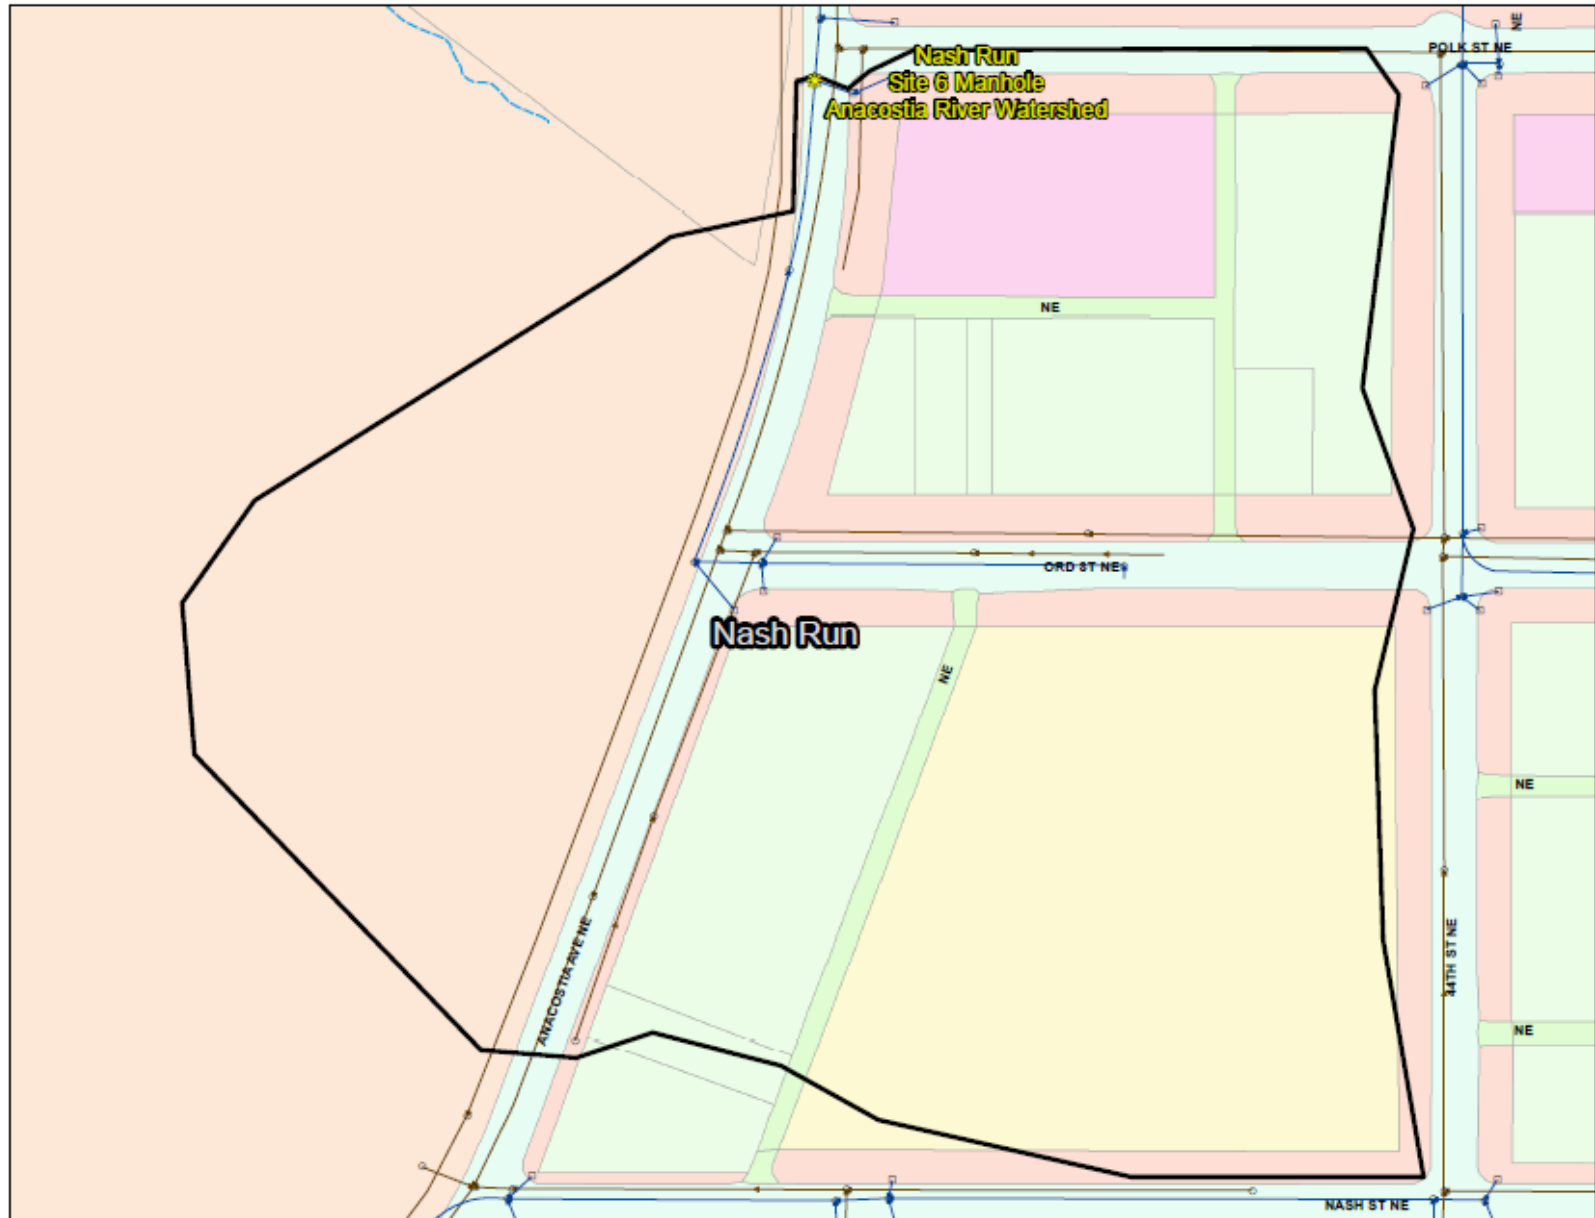 NE
POLK ST NE
Nash Run
Site 6 Manhole
Anacostia River Watershed
NE
ORD ST NE
Nash Run
NE
NE
ANACOSTIA AVE NE
44TH ST NE
NE
NASH ST NE